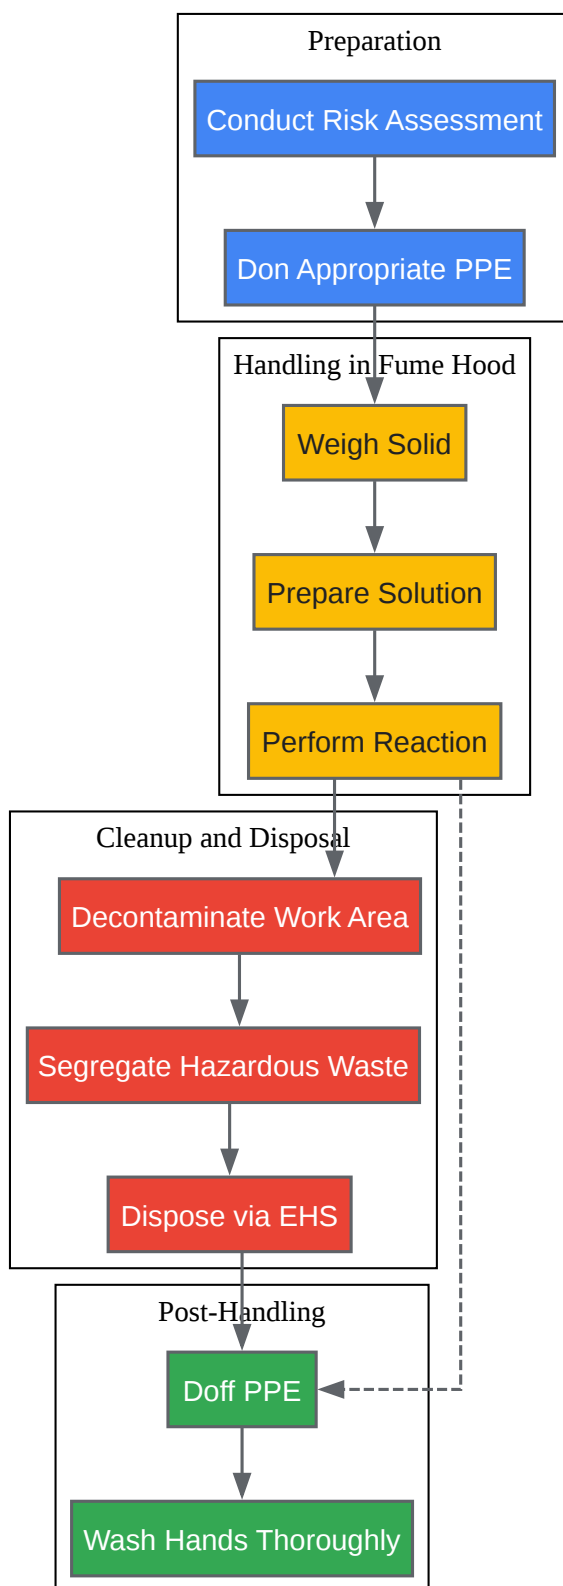 Preparation
Conduct Risk Assessment
Don Appropriate PPE
Handling in Fume Hood
Weigh Solid
Prepare Solution
Perform Reaction
Cleanup and Disposal
Decontaminate Work Area
Segregate Hazardous Waste
Dispose via EHS
Post-Handling
Doff PPE
Wash Hands Thoroughly